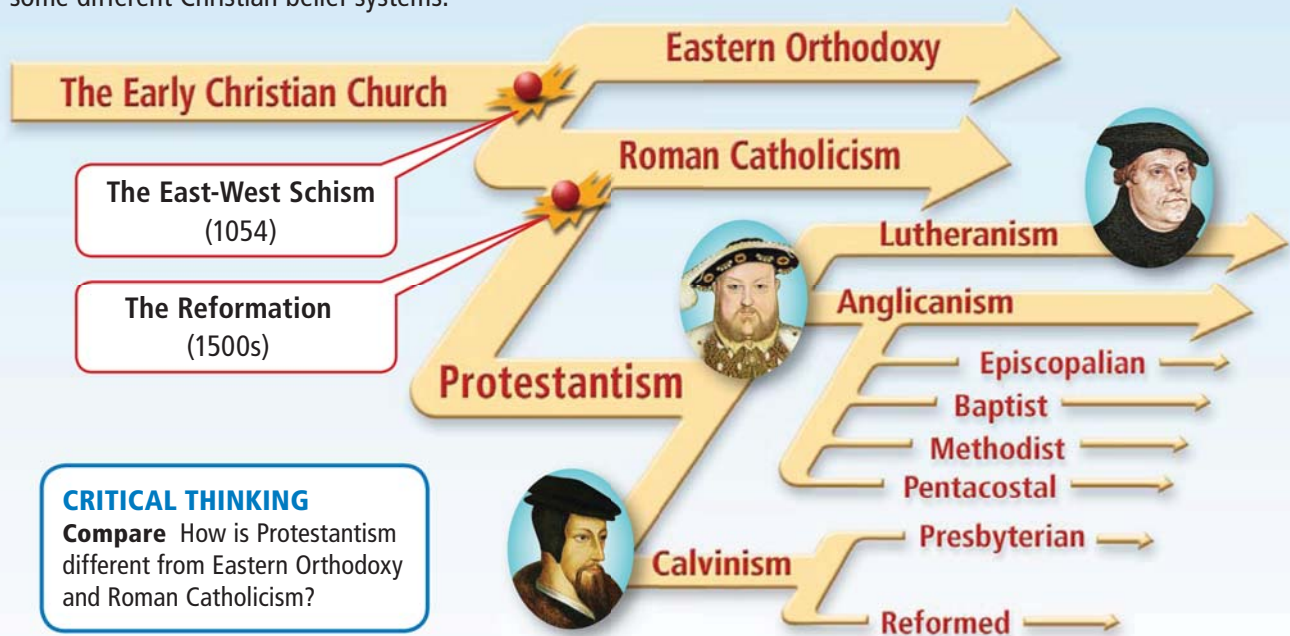 some different Christian belief systems.
The Early Christian Church
Eastern Orthodoxy
Roman Catholicism
The East-West Schism
(1054)
The Reformation
(1500s)
Lutheranism
Anglicanism
Protestantism
Episcopalian
Baptist
Methodist
Pentacostal
Calvinism
Presbyterian
Reformed
CRITICAL THINKING
Compare How is Protestantism
different from Eastern Orthodoxy
and Roman Catholicism?